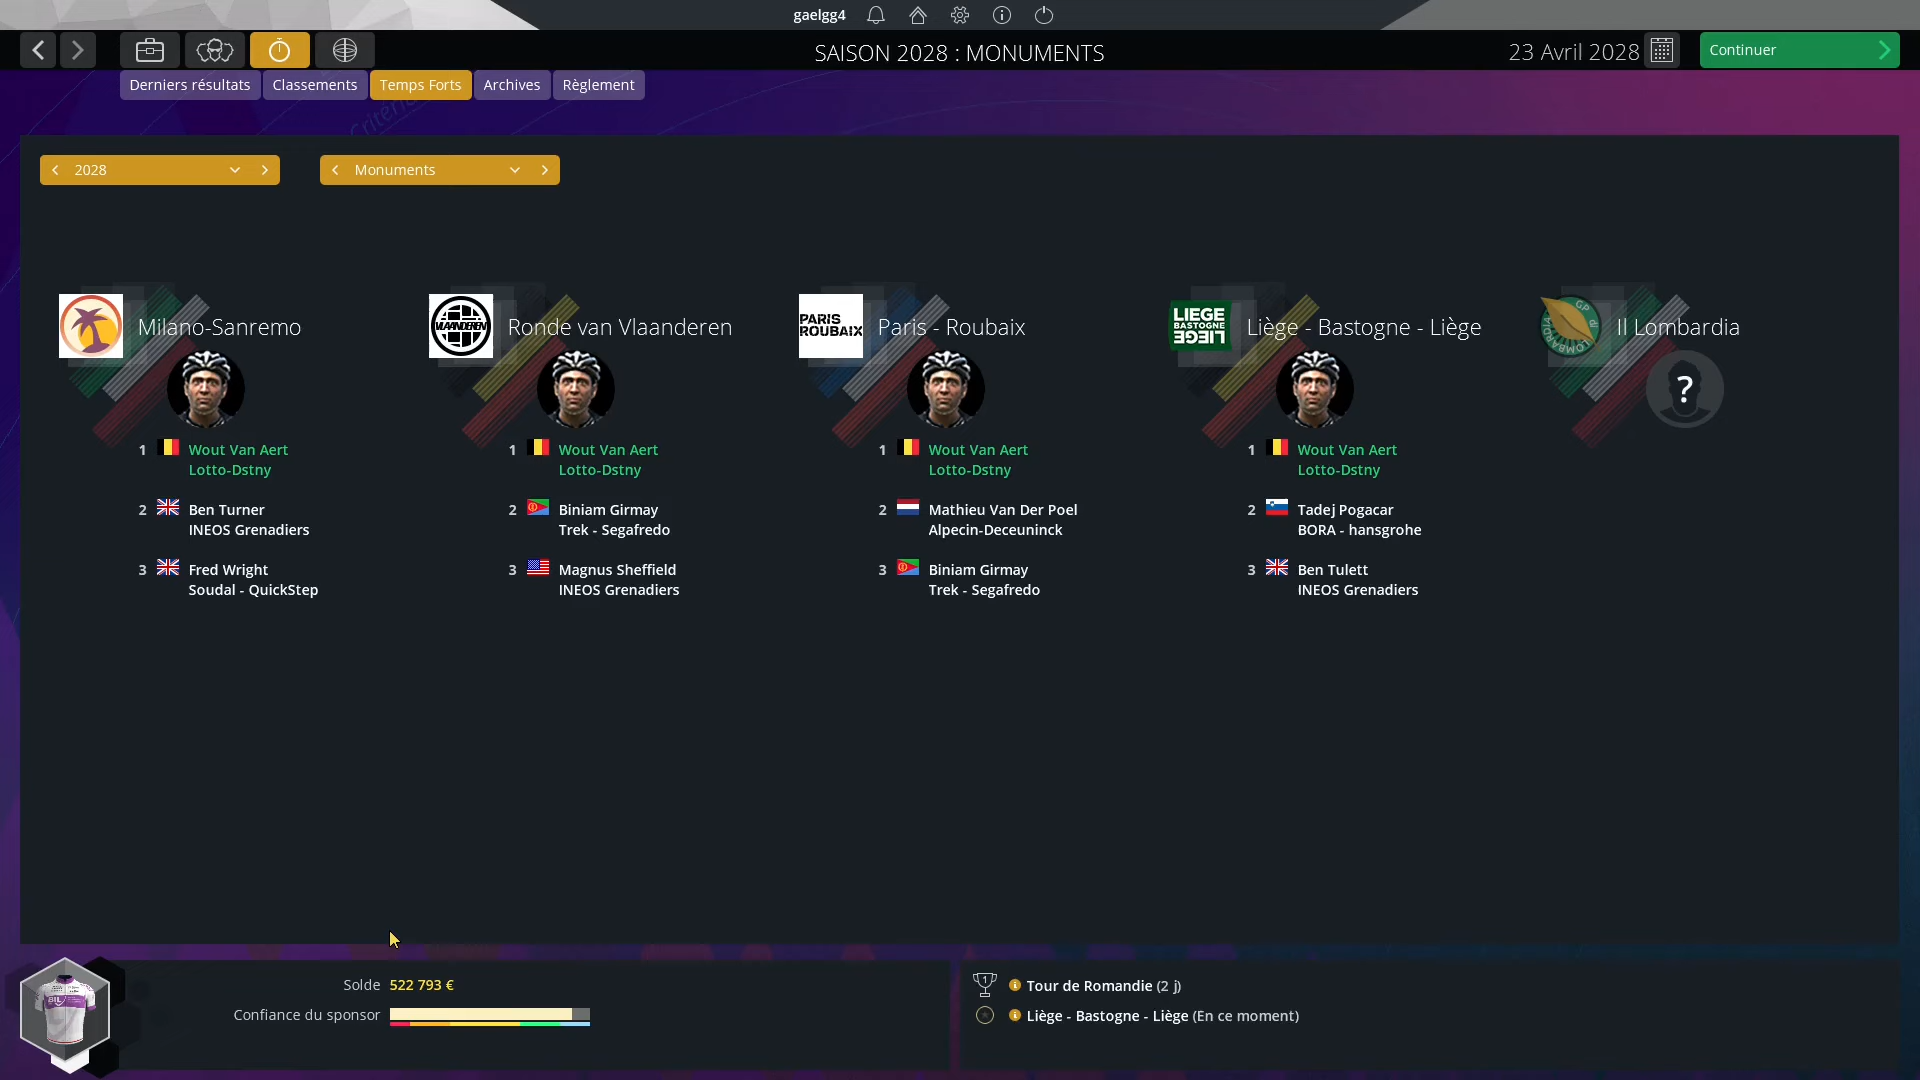 gaelgg4
SAISON 2028 : MONUMENTS
23 Avril 2028
Continuer
Derniers résultats
Classements
Temps Forts
Archives
Règlement
2028
Monuments
Milano-Sanremo
1 Wout Van Aert
Lotto-Dstny
2 Ben Turner
INEOS Grenadiers
3 Fred Wright
Soudal - QuickStep
VLAANDEREN
Ronde van Vlaanderen
1 Wout Van Aert
Lotto-Dstny
2 Biniam Girmay
Trek - Segafredo
3 Magnus Sheffield
INEOS Grenadiers
PARIS
ROUBAIX
Paris - Roubaix
1 Wout Van Aert
Lotto-Dstny
2 Mathieu Van Der Poel
Alpecin-Deceuninck
3 Biniam Girmay
Trek - Segafredo
LIEGE
BASTOGNE
LIEGE
Liège - Bastogne - Liège
1 Wout Van Aert
Lotto-Dstny
2 Tadej Pogacar
BORA - hansgrohe
3 Ben Tulett
INEOS Grenadiers
GP di
LOMBARDIA
Il Lombardia
?
Solde 522 793 €
Confiance du sponsor
1
Tour de Romandie (2 j)
Liège - Bastogne - Liège (En ce moment)